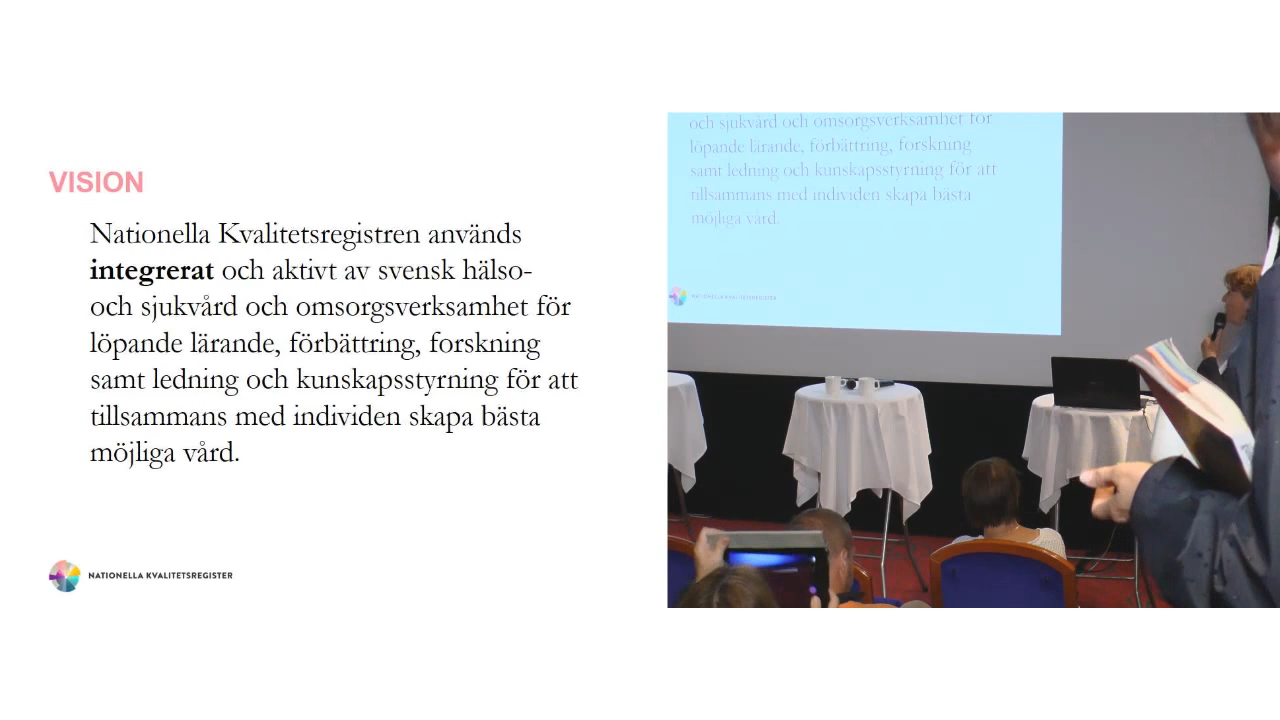 VISION
Nationella Kvalitetsregistren används
integrerat och aktivt av svensk hälso-
och sjukvård och omsorgsverksamhet för
löpande lärande, förbättring, forskning
samt ledning och kunskapsstyrning för att
tillsammans med individen skapa bästa
möjliga vård.
NATIONELLA KVALITETSREGISTER
och sjukvård och omsorgsverksamhet för
löpande lärande, förbättring, forskning
samt ledning och kunskapsstyrning för att
tillsammans med individen skapa bästa
möjliga vård.
NATIONELLA KVALITETSREGISTER